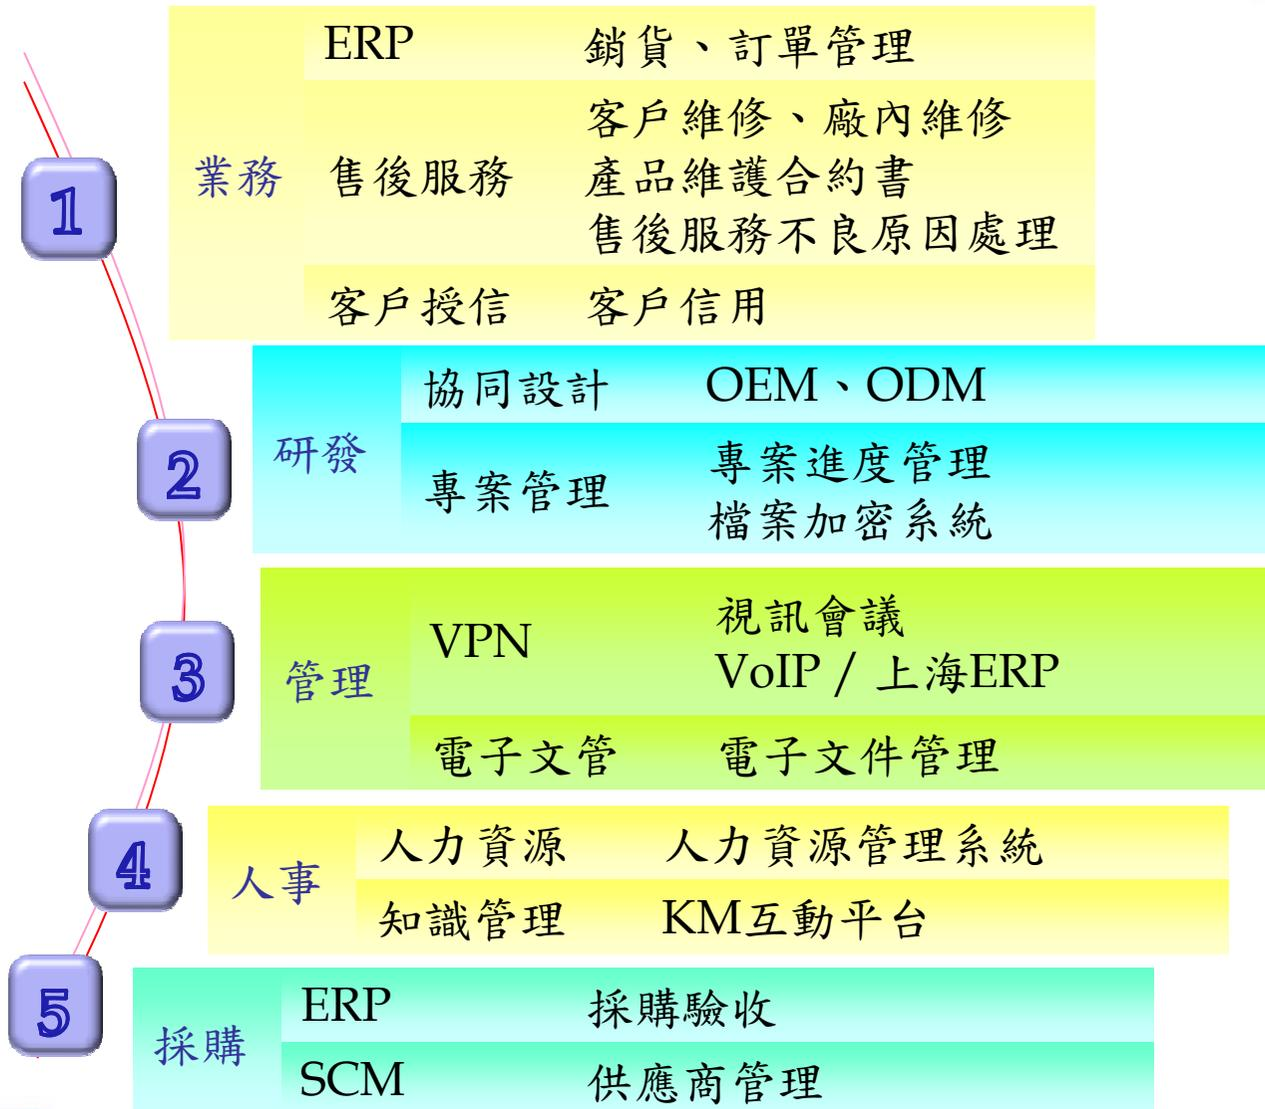 1
業務
ERP 銷貨、訂單管理
售後服務 客戶維修、廠內維修
產品維護合約書
售後服務不良原因處理
客戶授信 客戶信用
2
研發
協同設計 OEM、ODM
專案管理 專案進度管理
檔案加密系統
3
管理
VPN 視訊會議
VoIP / 上海ERP
電子文管 電子文件管理
4
人事
人力資源 人力資源管理系統
知識管理 KM互動平台
5
採購
ERP 採購驗收
SCM 供應商管理